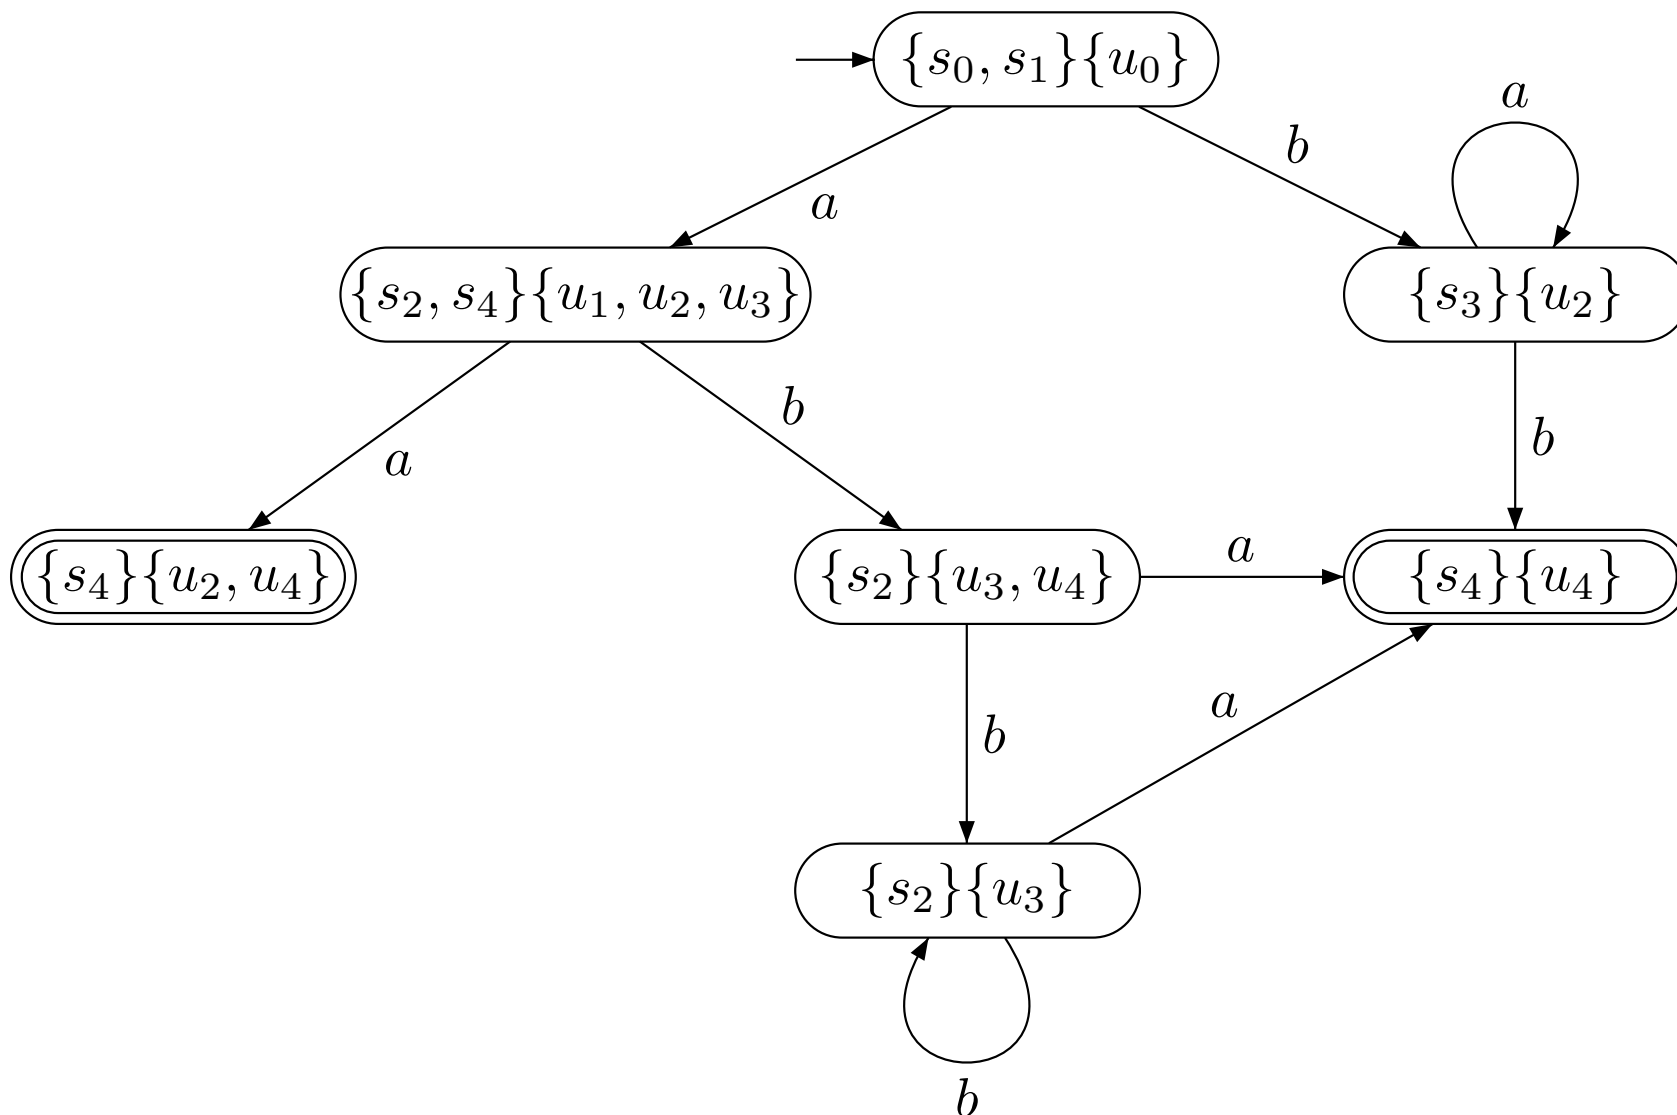 {s₀, s₁}{u₀}
a
b
a
{s₂, s₄}{u₁, u₂, u₃}
{s₃}{u₂}
a
b
b
{s₄}{u₂, u₄}
{s₂}{u₃, u₄}
a
{s₄}{u₄}
b
a
{s₂}{u₃}
b